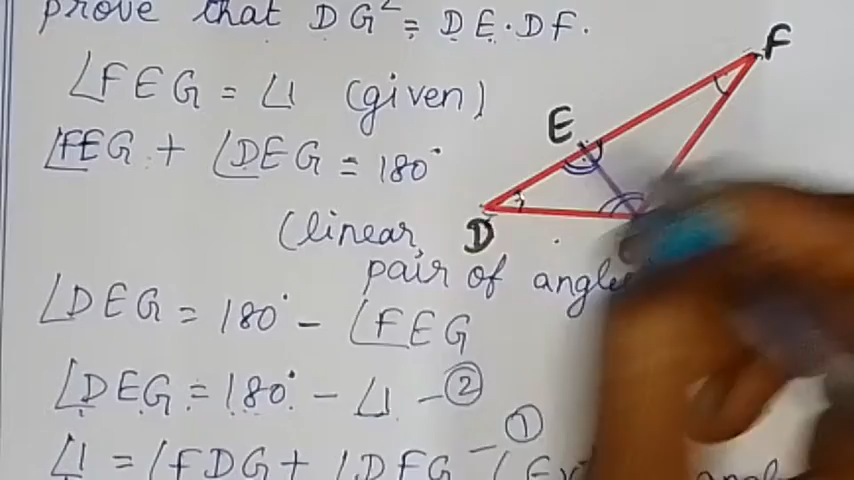 prove that DG² = DE·DF.
∠FEG = ∠1 (given)
∠FEG + ∠DEG = 180°
(linear pair of
∠DEG = 180° - ∠FEG
∠DEG = 180° - ∠1 - ②
∠1 = ∠FDG + ∠DFG - ①
F
E
D